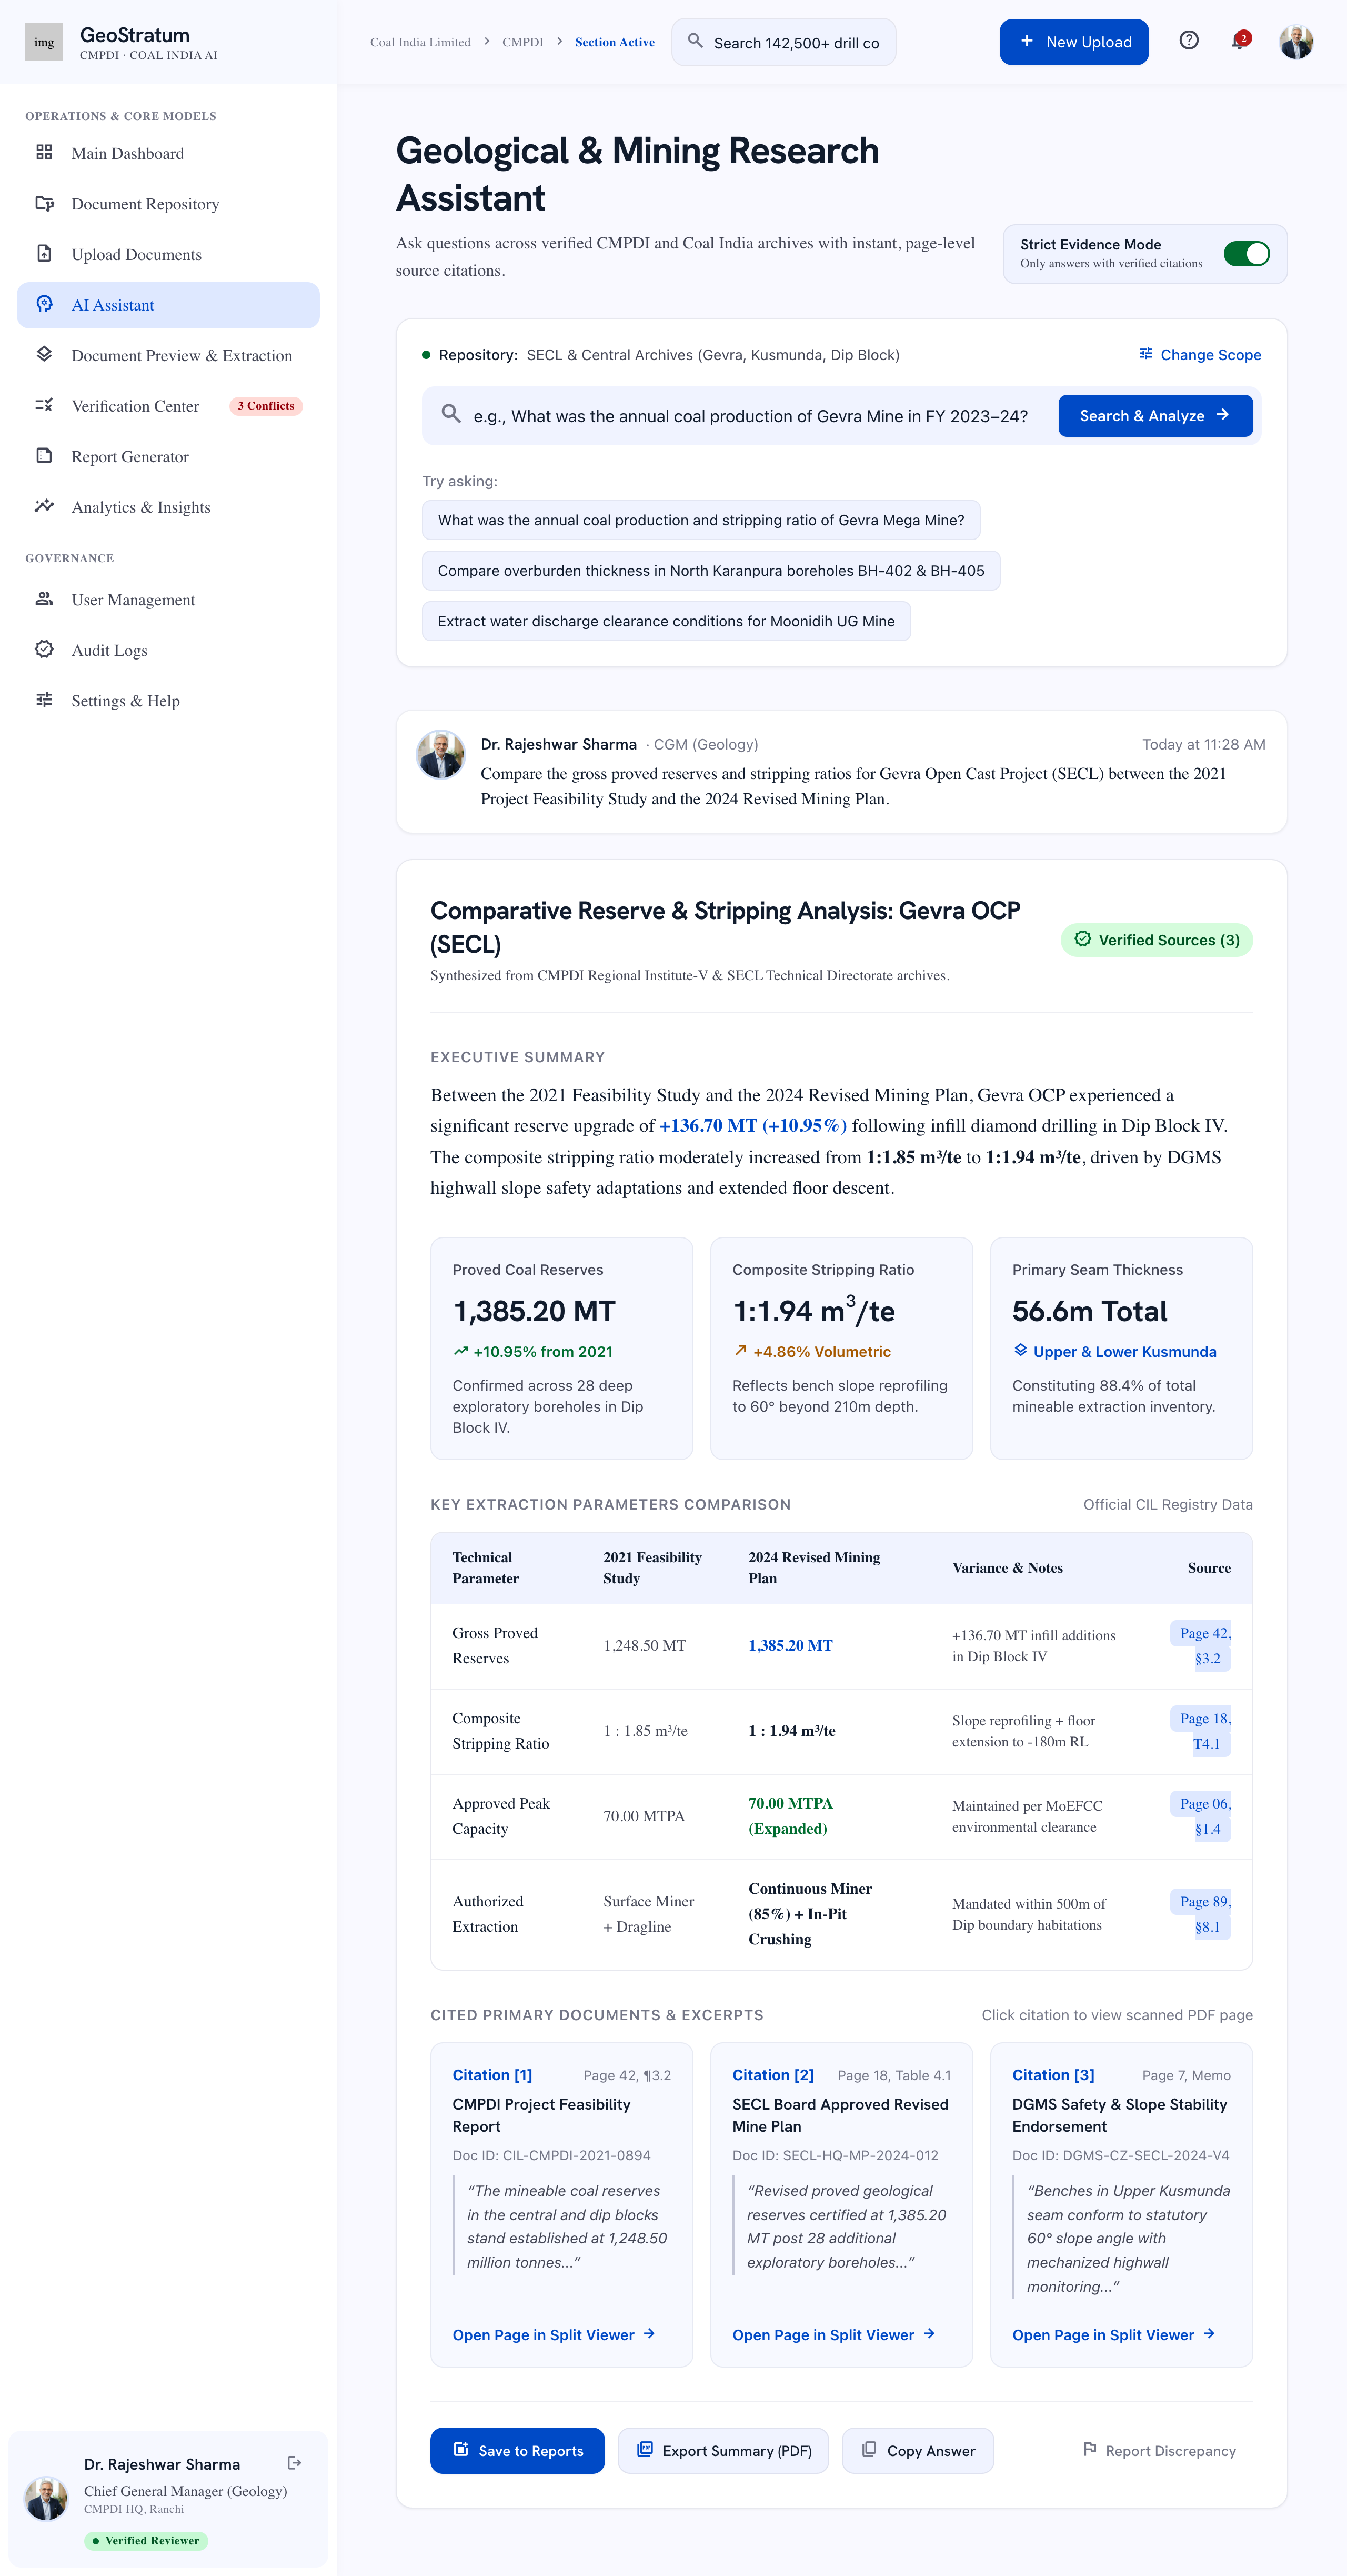 img
GeoStratum
CMPDI · COAL INDIA AI
Coal India Limited > CMPDI > Section Active
Search 142,500+ drill co
+ New Upload
2
OPERATIONS & CORE MODELS
Main Dashboard
Document Repository
Upload Documents
AI Assistant
Document Preview & Extraction
Verification Center
3 Conflicts
Report Generator
Analytics & Insights
GOVERNANCE
User Management
Audit Logs
Settings & Help
Geological & Mining Research
Assistant
Ask questions across verified CMPDI and Coal India archives with instant, page-level
source citations.
Strict Evidence Mode
Only answers with verified citations
Repository: SECL & Central Archives (Gevra, Kusmunda, Dip Block)
Change Scope
e.g., What was the annual coal production of Gevra Mine in FY 2023–24?
Search & Analyze →
Try asking:
What was the annual coal production and stripping ratio of Gevra Mega Mine?
Compare overburden thickness in North Karanpura boreholes BH-402 & BH-405
Extract water discharge clearance conditions for Moonidih UG Mine
Dr. Rajeshwar Sharma · CGM (Geology)
Today at 11:28 AM
Compare the gross proved reserves and stripping ratios for Gevra Open Cast Project (SECL) between the 2021
Project Feasibility Study and the 2024 Revised Mining Plan.
Comparative Reserve & Stripping Analysis: Gevra OCP
(SECL)
Verified Sources (3)
Synthesized from CMPDI Regional Institute-V & SECL Technical Directorate archives.
EXECUTIVE SUMMARY
Between the 2021 Feasibility Study and the 2024 Revised Mining Plan, Gevra OCP experienced a
significant reserve upgrade of +136.70 MT (+10.95%) following infill diamond drilling in Dip Block IV.
The composite stripping ratio moderately increased from 1:1.85 m³/te to 1:1.94 m³/te, driven by DGMS
highwall slope safety adaptations and extended floor descent.
Proved Coal Reserves
1,385.20 MT
+10.95% from 2021
Confirmed across 28 deep
exploratory boreholes in Dip
Block IV.
Composite Stripping Ratio
1:1.94 m³/te
+4.86% Volumetric
Reflects bench slope reprofiling
to 60° beyond 210m depth.
Primary Seam Thickness
56.6m Total
Upper & Lower Kusmunda
Constituting 88.4% of total
mineable extraction inventory.
KEY EXTRACTION PARAMETERS COMPARISON
Official CIL Registry Data
Technical
Parameter
2021 Feasibility
Study
2024 Revised Mining
Plan
Variance & Notes
Source
Gross Proved
Reserves
1,248.50 MT
1,385.20 MT
+136.70 MT infill additions
in Dip Block IV
Page 42,
§3.2
Composite
Stripping Ratio
1 : 1.85 m³/te
1 : 1.94 m³/te
Slope reprofiling + floor
extension to -180m RL
Page 18,
T4.1
Approved Peak
Capacity
70.00 MTPA
70.00 MTPA
(Expanded)
Maintained per MoEFCC
environmental clearance
Page 06,
§1.4
Authorized
Extraction
Surface Miner
+ Dragline
Continuous Miner
(85%) + In-Pit
Crushing
Mandated within 500m of
Dip boundary habitations
Page 89,
§8.1
CITED PRIMARY DOCUMENTS & EXCERPTS
Click citation to view scanned PDF page
Citation [1]
Page 42, ¶3.2
CMPDI Project Feasibility
Report
Doc ID: CIL-CMPDI-2021-0894
“The mineable coal reserves
in the central and dip blocks
stand established at 1,248.50
million tonnes...”
Open Page in Split Viewer →
Citation [2]
Page 18, Table 4.1
SECL Board Approved Revised
Mine Plan
Doc ID: SECL-HQ-MP-2024-012
“Revised proved geological
reserves certified at 1,385.20
MT post 28 additional
exploratory boreholes...”
Open Page in Split Viewer →
Citation [3]
Page 7, Memo
DGMS Safety & Slope Stability
Endorsement
Doc ID: DGMS-CZ-SECL-2024-V4
“Benches in Upper Kusmunda
seam conform to statutory
60° slope angle with
mechanized highwall
monitoring...”
Open Page in Split Viewer →
Save to Reports
Export Summary (PDF)
Copy Answer
Report Discrepancy
Dr. Rajeshwar Sharma
Chief General Manager (Geology)
CMPDI HQ, Ranchi
Verified Reviewer